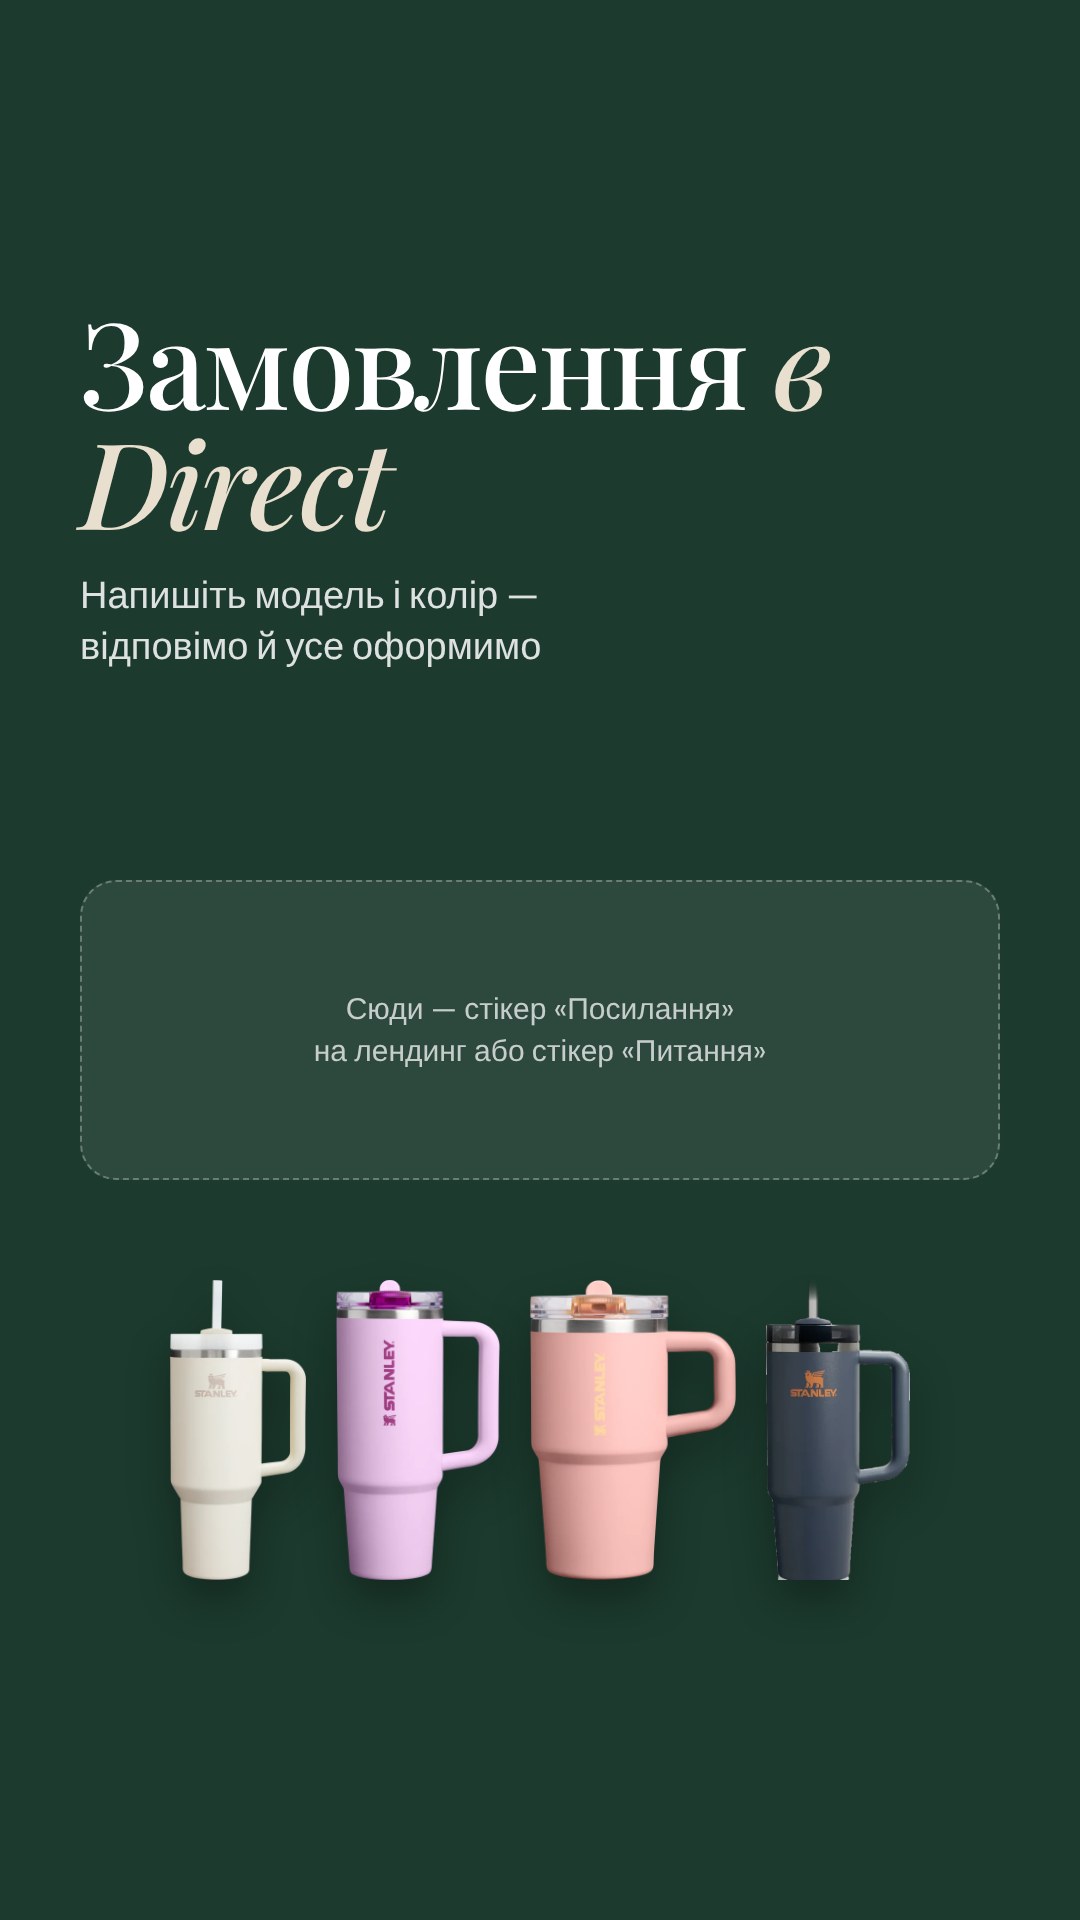 Замовлення в
Direct
Напишіть модель і колір —
відповімо й усе оформимо
Сюди — стікер «Посилання»
на лендинг або стікер «Питання»
STANLEY
STANLEY
STANLEY
STANLEY